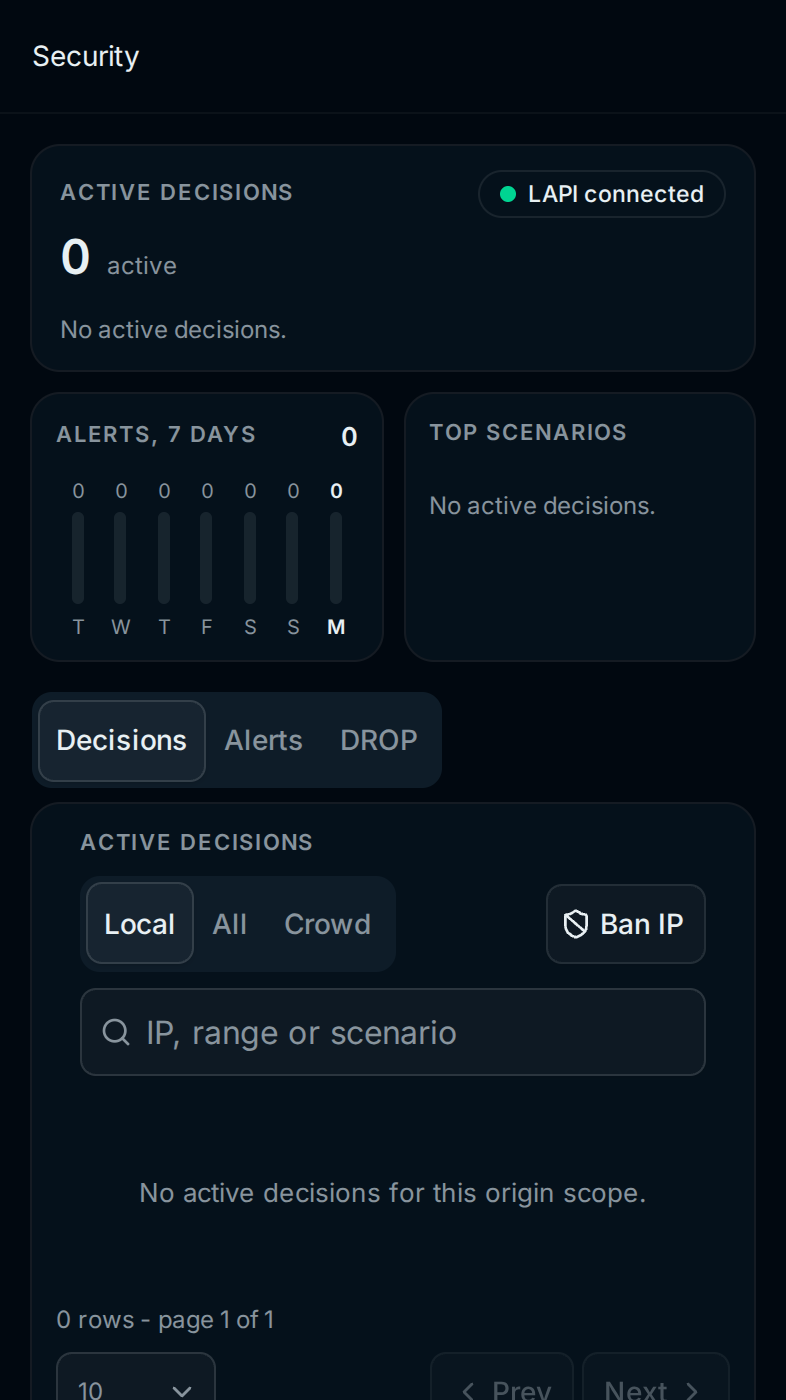 Security
ACTIVE DECISIONS
LAPI connected
0 active
No active decisions.
ALERTS, 7 DAYS 0
0 0 0 0 0 0 0
T W T F S S M
TOP SCENARIOS
No active decisions.
Decisions Alerts DROP
ACTIVE DECISIONS
Local All Crowd
Ban IP
IP, range or scenario
No active decisions for this origin scope.
0 rows - page 1 of 1
10
Prev Next